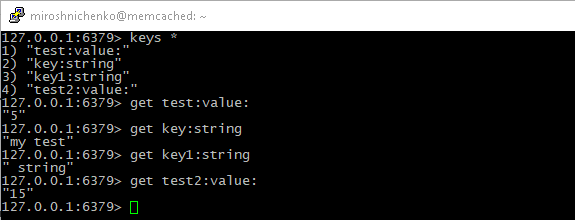 miroshnichenko@memcached: ~
127.0.0.1:6379> keys *
1) "test:value:"
2) "key:string"
3) "key1:string"
4) "test2:value:"
127.0.0.1:6379> get test:value:
"5"
127.0.0.1:6379> get key:string
"my test"
127.0.0.1:6379> get key1:string
" string"
127.0.0.1:6379> get test2:value:
"15"
127.0.0.1:6379>